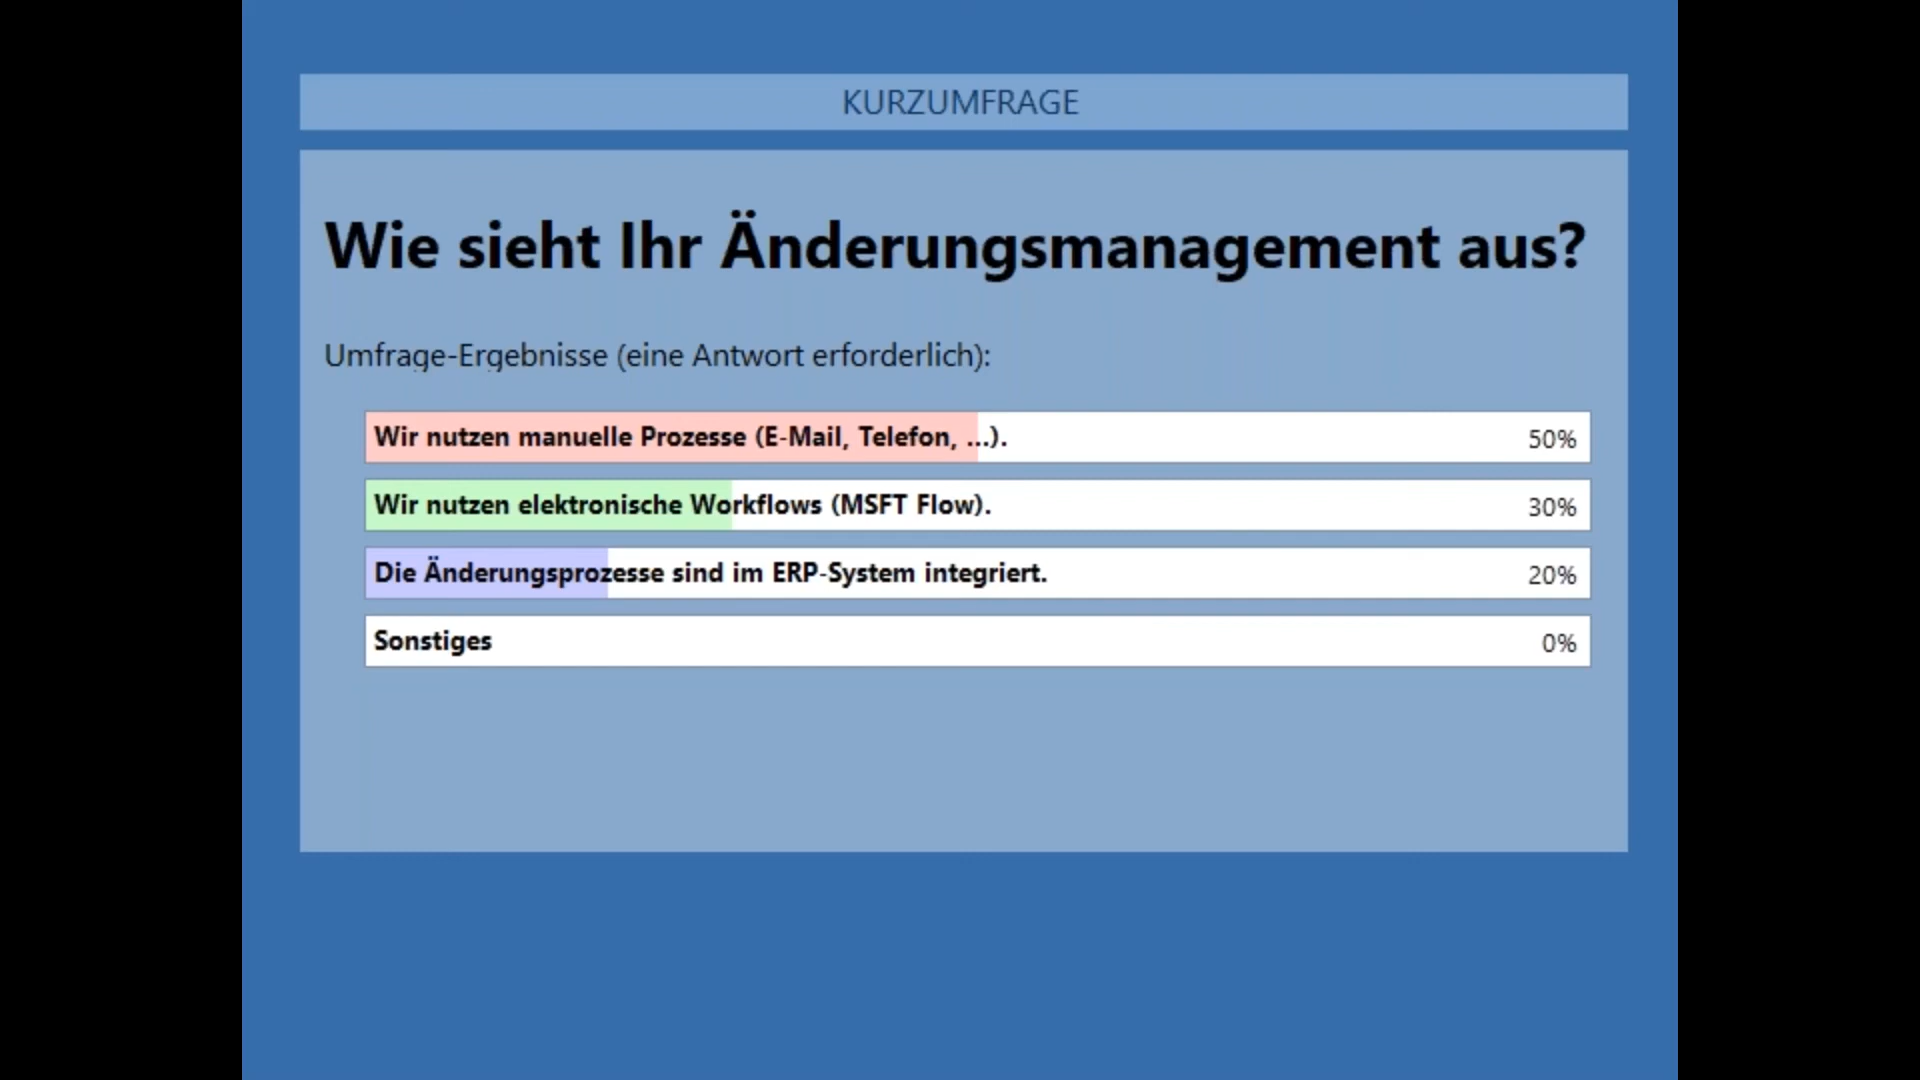 KURZUMFRAGE
Wie sieht Ihr Änderungsmanagement aus?
Umfrage-Ergebnisse (eine Antwort erforderlich):
Wir nutzen manuelle Prozesse (E-Mail, Telefon, ...). 50%
Wir nutzen elektronische Workflows (MSFT Flow). 30%
Die Änderungsprozesse sind im ERP-System integriert. 20%
Sonstiges 0%